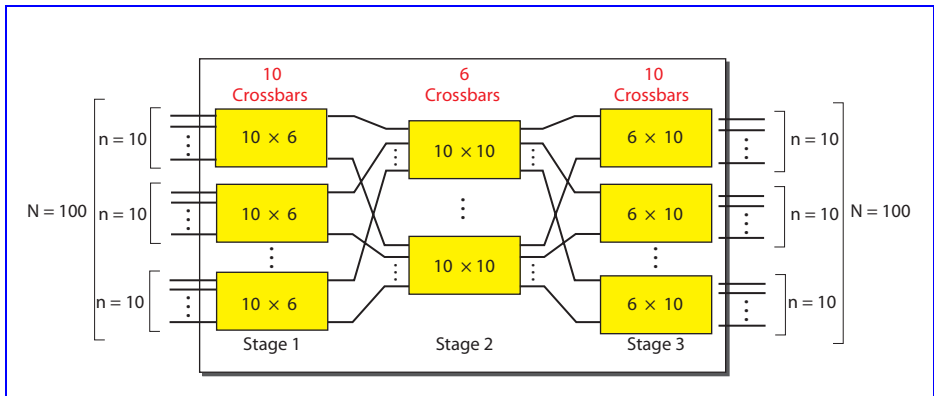 10
Crossbars
6
Crossbars
10
Crossbars
n = 10
10 × 6
10 × 10
6 × 10
n = 10
N = 100
n = 10
10 × 6
6 × 10
n = 10
N = 100
10 × 10
n = 10
10 × 6
6 × 10
n = 10
Stage 1
Stage 2
Stage 3